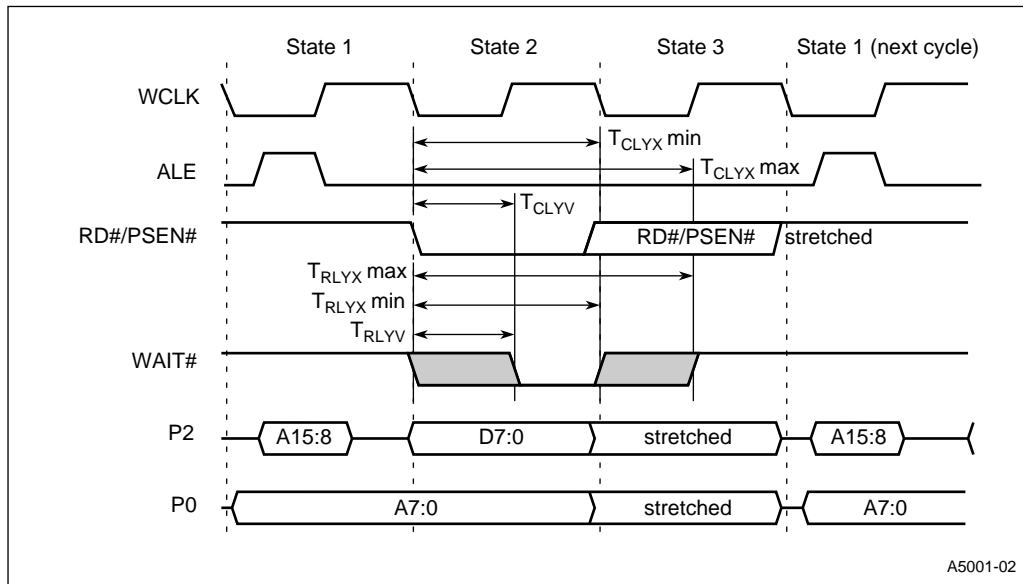 State 1 State 2 State 3 State 1 (next cycle)
WCLK
TCLYX min
ALE
TCLYX max
TCLYV
RD#/PSEN# RD#/PSEN# stretched
TRLYX max
TRLYX min
TRLYV
WAIT#
P2 A15:8 D7:0 stretched A15:8
P0 A7:0 stretched A7:0
A5001-02